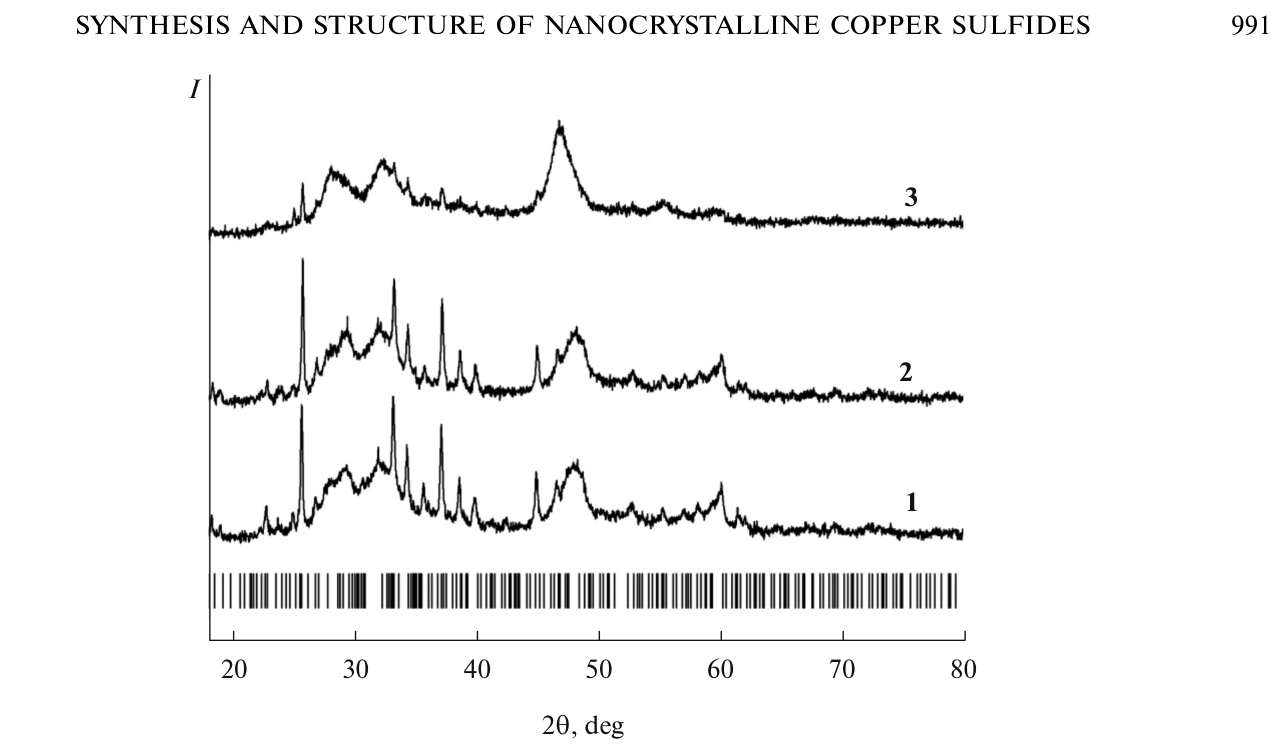 SYNTHESIS AND STRUCTURE OF NANOCRYSTALLINE COPPER SULFIDES 991
I
3
2
1
20 30 40 50 60 70 80
2θ, deg